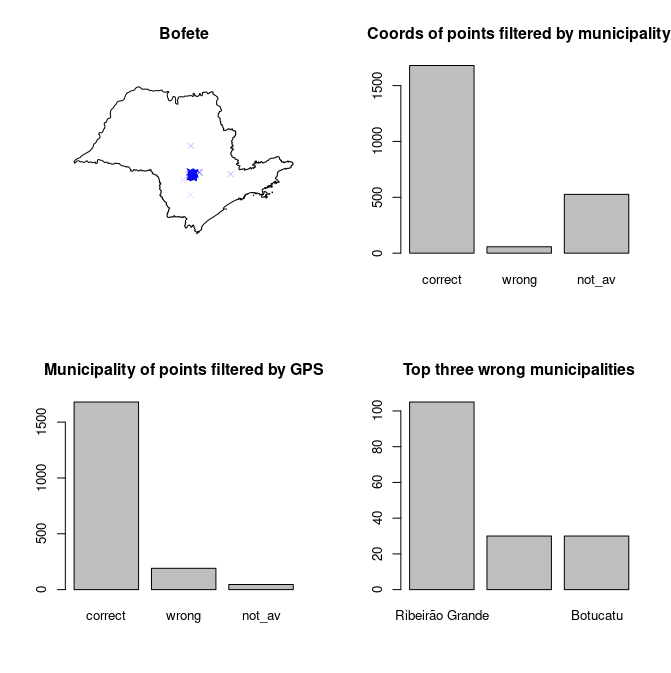 Bofete
Coords of points filtered by municipality
1500
1000
500
0
correct wrong not_av
Municipality of points filtered by GPS
1500
1000
500
0
correct wrong not_av
Top three wrong municipalities
100
80
60
40
20
0
Ribeirão Grande Botucatu